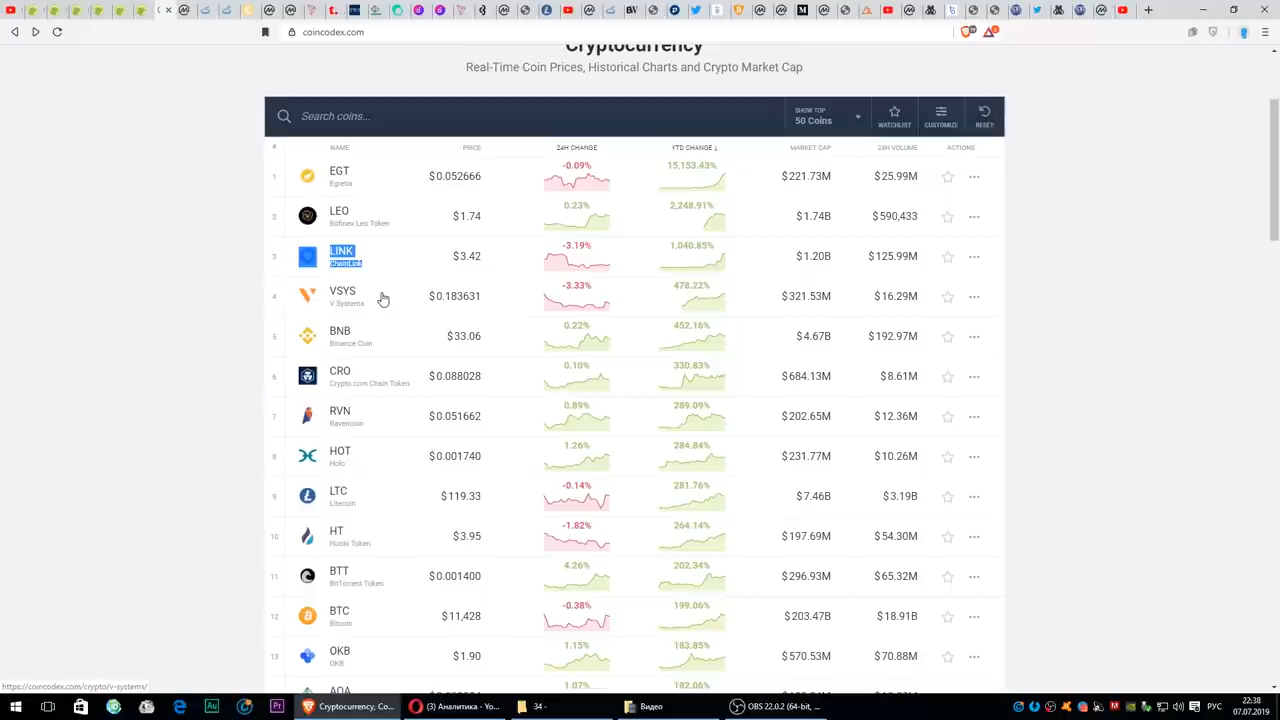 coincodex.com
Cryptocurrency
Real-Time Coin Prices, Historical Charts and Crypto Market Cap
Search coins...
SHOW TOP
50 Coins
WATCHLIST
CUSTOMIZE
RESET
# NAME PRICE 24H CHANGE YTD CHANGE ↓ MARKET CAP 24H VOLUME ACTIONS
1 EGT Egretia $0.052666 -0.09% 15,153.43% $221.73M $25.99M
2 LEO Bitfinex Leo Token $1.74 0.23% 2,248.91% $1.74B $590,433
3 LINK ChainLink $3.42 -3.19% 1,040.85% $1.20B $125.99M
4 VSYS V Systems $0.183631 -3.33% 478.22% $321.53M $16.29M
5 BNB Binance Coin $33.06 0.22% 452.16% $4.67B $192.97M
6 CRO Crypto.com Chain Token $0.088028 0.10% 330.83% $684.13M $8.61M
7 RVN Ravencoin $0.051662 0.89% 289.09% $202.65M $12.36M
8 HOT Holo $0.001740 1.26% 284.84% $231.77M $10.26M
9 LTC Litecoin $119.33 -0.14% 281.76% $7.46B $3.19B
10 HT Huobi Token $3.95 -1.82% 264.14% $197.69M $54.30M
11 BTT BitTorrent Token $0.001400 4.26% 202.34% $296.93M $65.32M
12 BTC Bitcoin $11,428 -0.38% 199.06% $203.47B $18.91B
13 OKB OKB $1.90 1.15% 183.85% $570.53M $70.88M
AOA 1.07% 182.06%
https://coincodex.com/crypto/v-systems/
Cryptocurrency, Co...
(3) Аналитика - Yo...
34 -
Видео
OBS 22.0.2 (64-bit, ...
РУС
22:38
07.07.2019